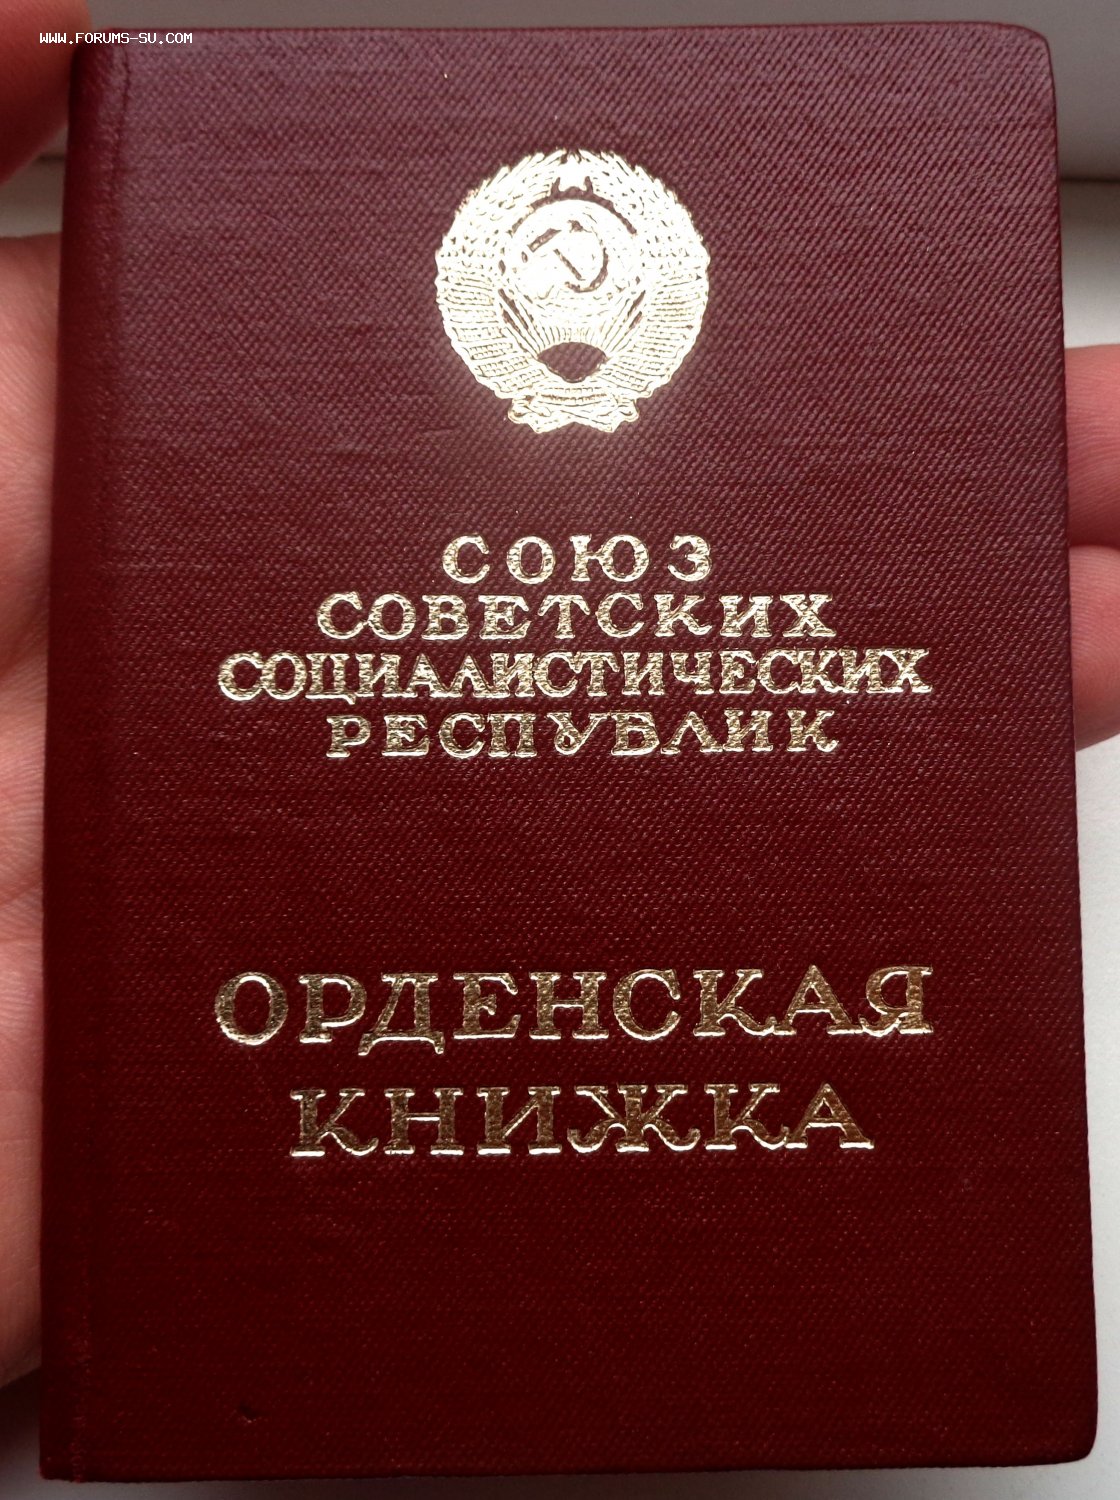 WWW.FORUMS-SU.COM
СОЮЗ
СОВЕТСКИХ
СОЦИАЛИСТИЧЕСКИХ
РЕСПУБЛИК
ОРДЕНСКАЯ
КНИЖКА